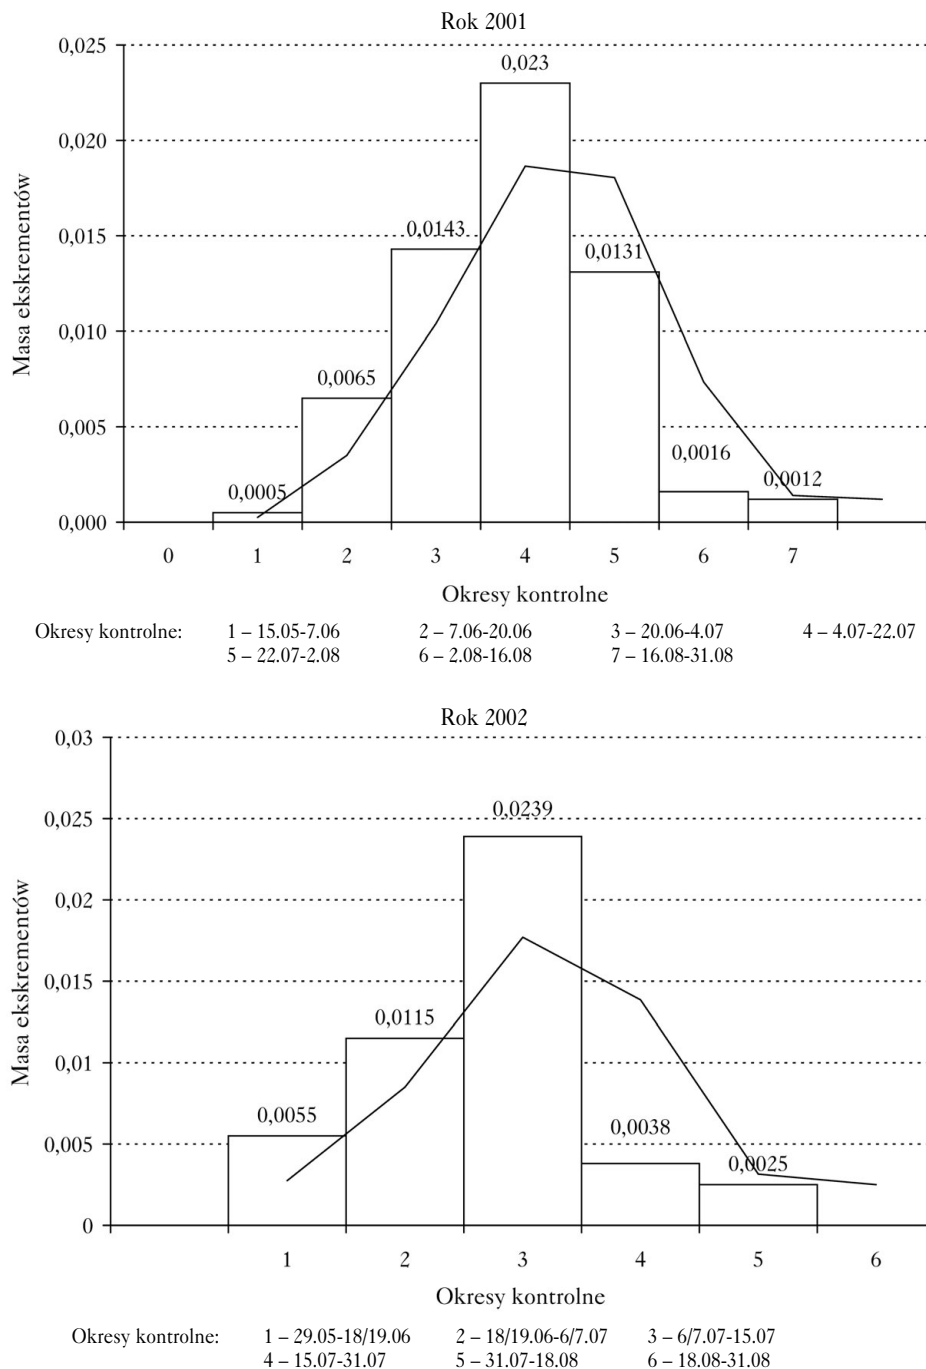 Rok 2001
0,025
0,023
0,020
0,0143
0,015
0,0131
0,010
0,0065
0,005
0,0016
0,0012
0,0005
0,000
Masa ekskrementów
0 1 2 3 4 5 6 7
Okresy kontrolne
Okresy kontrolne: 1 – 15.05-7.06 2 – 7.06-20.06 3 – 20.06-4.07 4 – 4.07-22.07
5 – 22.07-2.08 6 – 2.08-16.08 7 – 16.08-31.08
Rok 2002
0,03
0,025
0,0239
0,02
0,015
0,0115
0,01
0,0055
0,005
0,0038
0,0025
0
Masa ekskrementów
1 2 3 4 5 6
Okresy kontrolne
Okresy kontrolne: 1 – 29.05-18/19.06 2 – 18/19.06-6/7.07 3 – 6/7.07-15.07
4 – 15.07-31.07 5 – 31.07-18.08 6 – 18.08-31.08